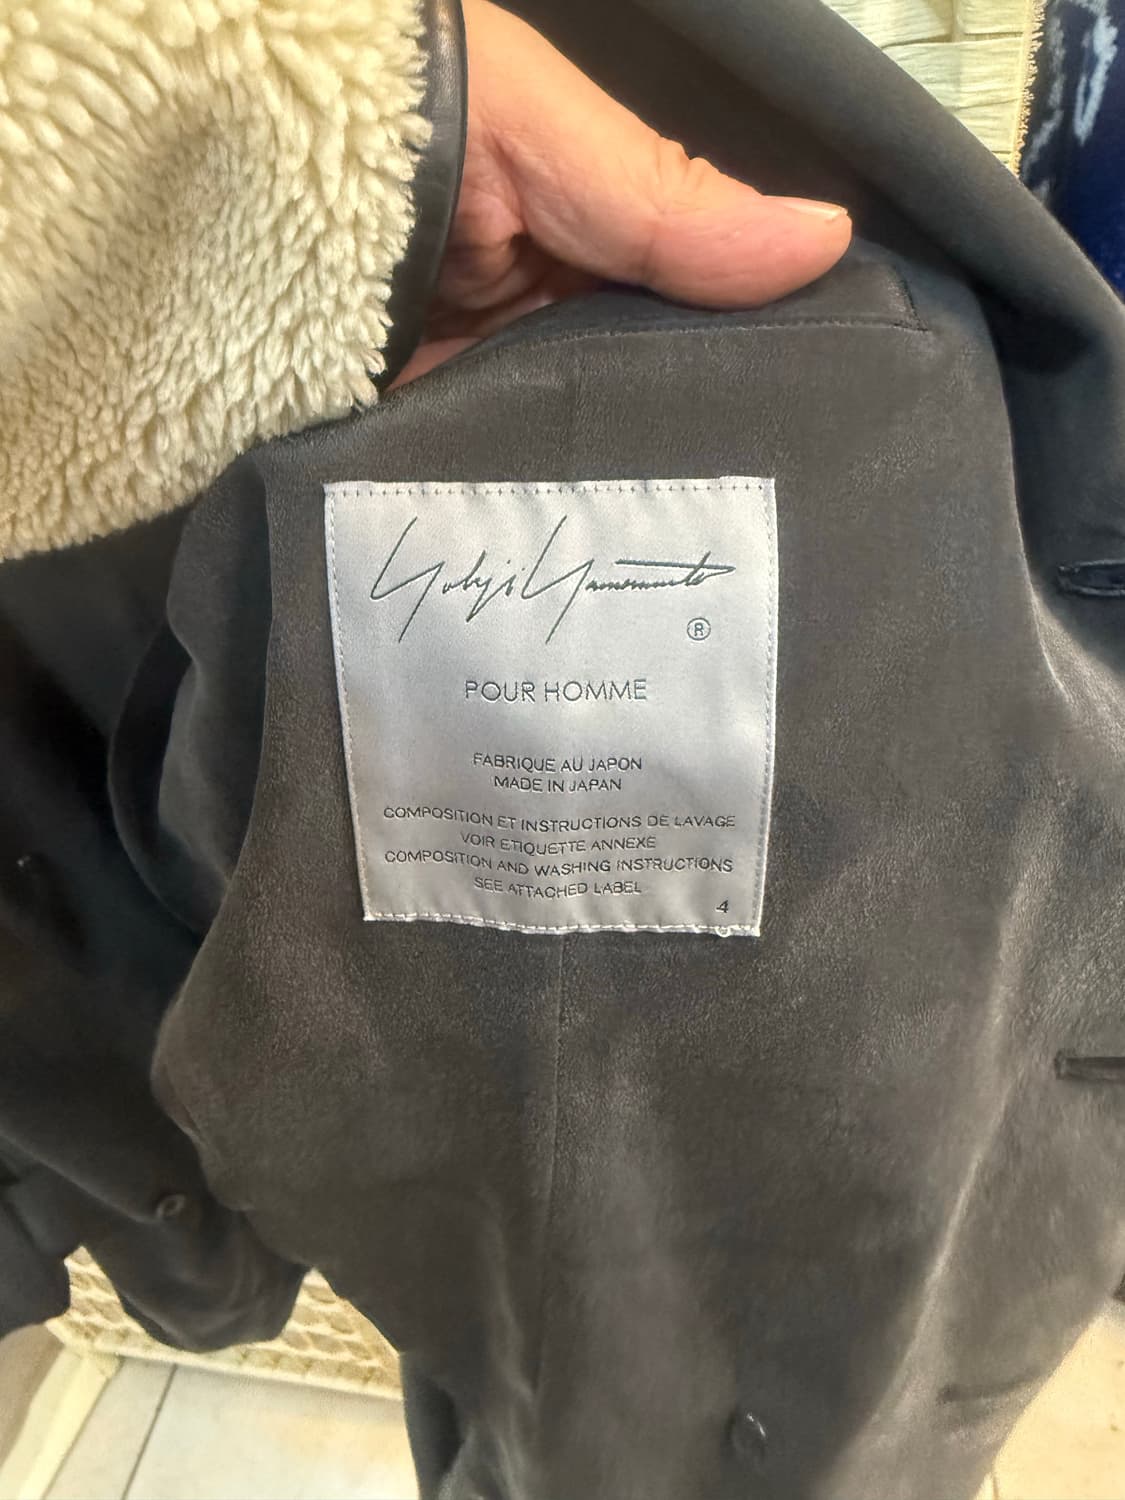 Yohji Yamamoto
®
POUR HOMME
FABRIQUE AU JAPON
MADE IN JAPAN
COMPOSITION ET INSTRUCTIONS DE LAVAGE
VOIR ETIQUETTE ANNEXE
COMPOSITION AND WASHING INSTRUCTIONS
SEE ATTACHED LABEL
4